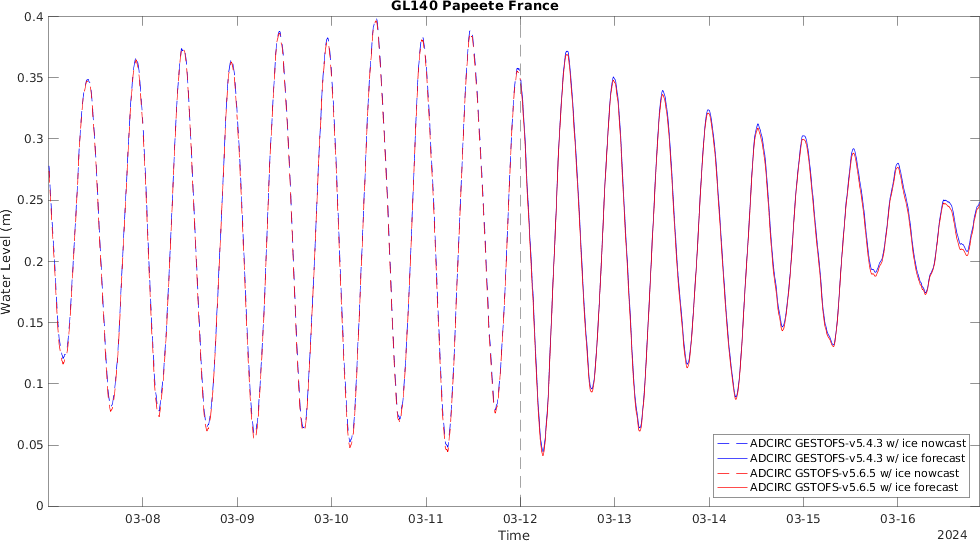 GL140 Papeete France
Water Level (m)
0.4
0.35
0.3
0.25
0.2
0.15
0.1
0.05
0
03-08
03-09
03-10
03-11
03-12
03-13
03-14
03-15
03-16
Time
2024
ADCIRC GESTOFS-v5.4.3 w/ ice nowcast
ADCIRC GESTOFS-v5.4.3 w/ ice forecast
ADCIRC GSTOFS-v5.6.5 w/ ice nowcast
ADCIRC GSTOFS-v5.6.5 w/ ice forecast